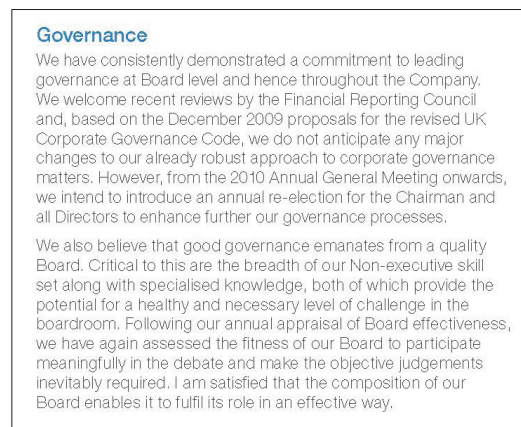 Governance
We have consistently demonstrated a commitment to leading
governance at Board level and hence throughout the Company.
We welcome recent reviews by the Financial Reporting Council
and, based on the December 2009 proposals for the revised UK
Corporate Governance Code, we do not anticipate any major
changes to our already robust approach to corporate governance
matters. However, from the 2010 Annual General Meeting onwards,
we intend to introduce an annual re-election for the Chairman and
all Directors to enhance further our governance processes.
We also believe that good governance emanates from a quality
Board. Critical to this are the breadth of our Non-executive skill
set along with specialised knowledge, both of which provide the
potential for a healthy and necessary level of challenge in the
boardroom. Following our annual appraisal of Board effectiveness,
we have again assessed the fitness of our Board to participate
meaningfully in the debate and make the objective judgements
inevitably required. I am satisfied that the composition of our
Board enables it to fulfil its role in an effective way.